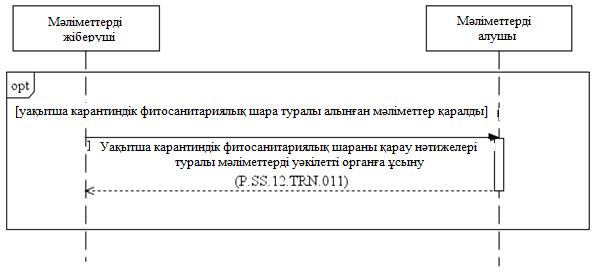 Мәліметтерді
жіберуші
Мәліметтерді
алушы
opt
[уақытша карантиндік фитосанитариялық шара туралы алынған мәліметтер қаралды]
Уақытша карантиндік фитосанитариялық шараны қарау нәтижелері
туралы мәліметтерді уәкілетті органға ұсыну
(P.SS.12.TRN.011)